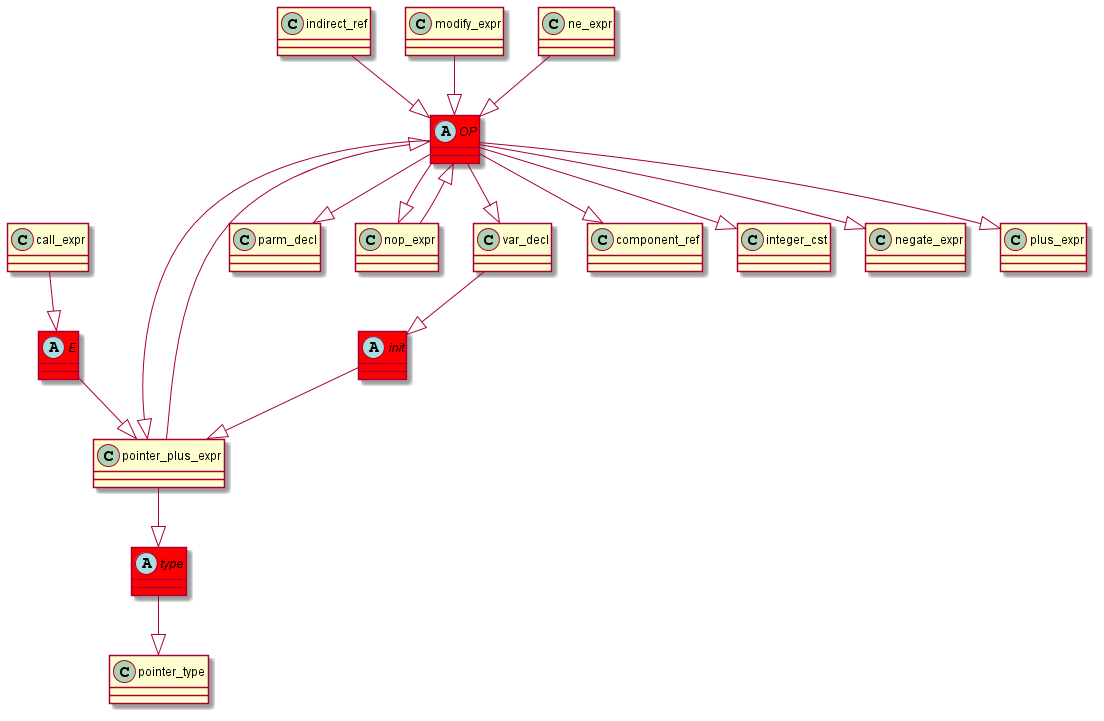 C indirect_ref
C modify_expr
C ne_expr
A OP
C call_expr
C parm_decl
C nop_expr
C var_decl
C component_ref
C integer_cst
C negate_expr
C plus_expr
A E
A init
C pointer_plus_expr
A type
C pointer_type